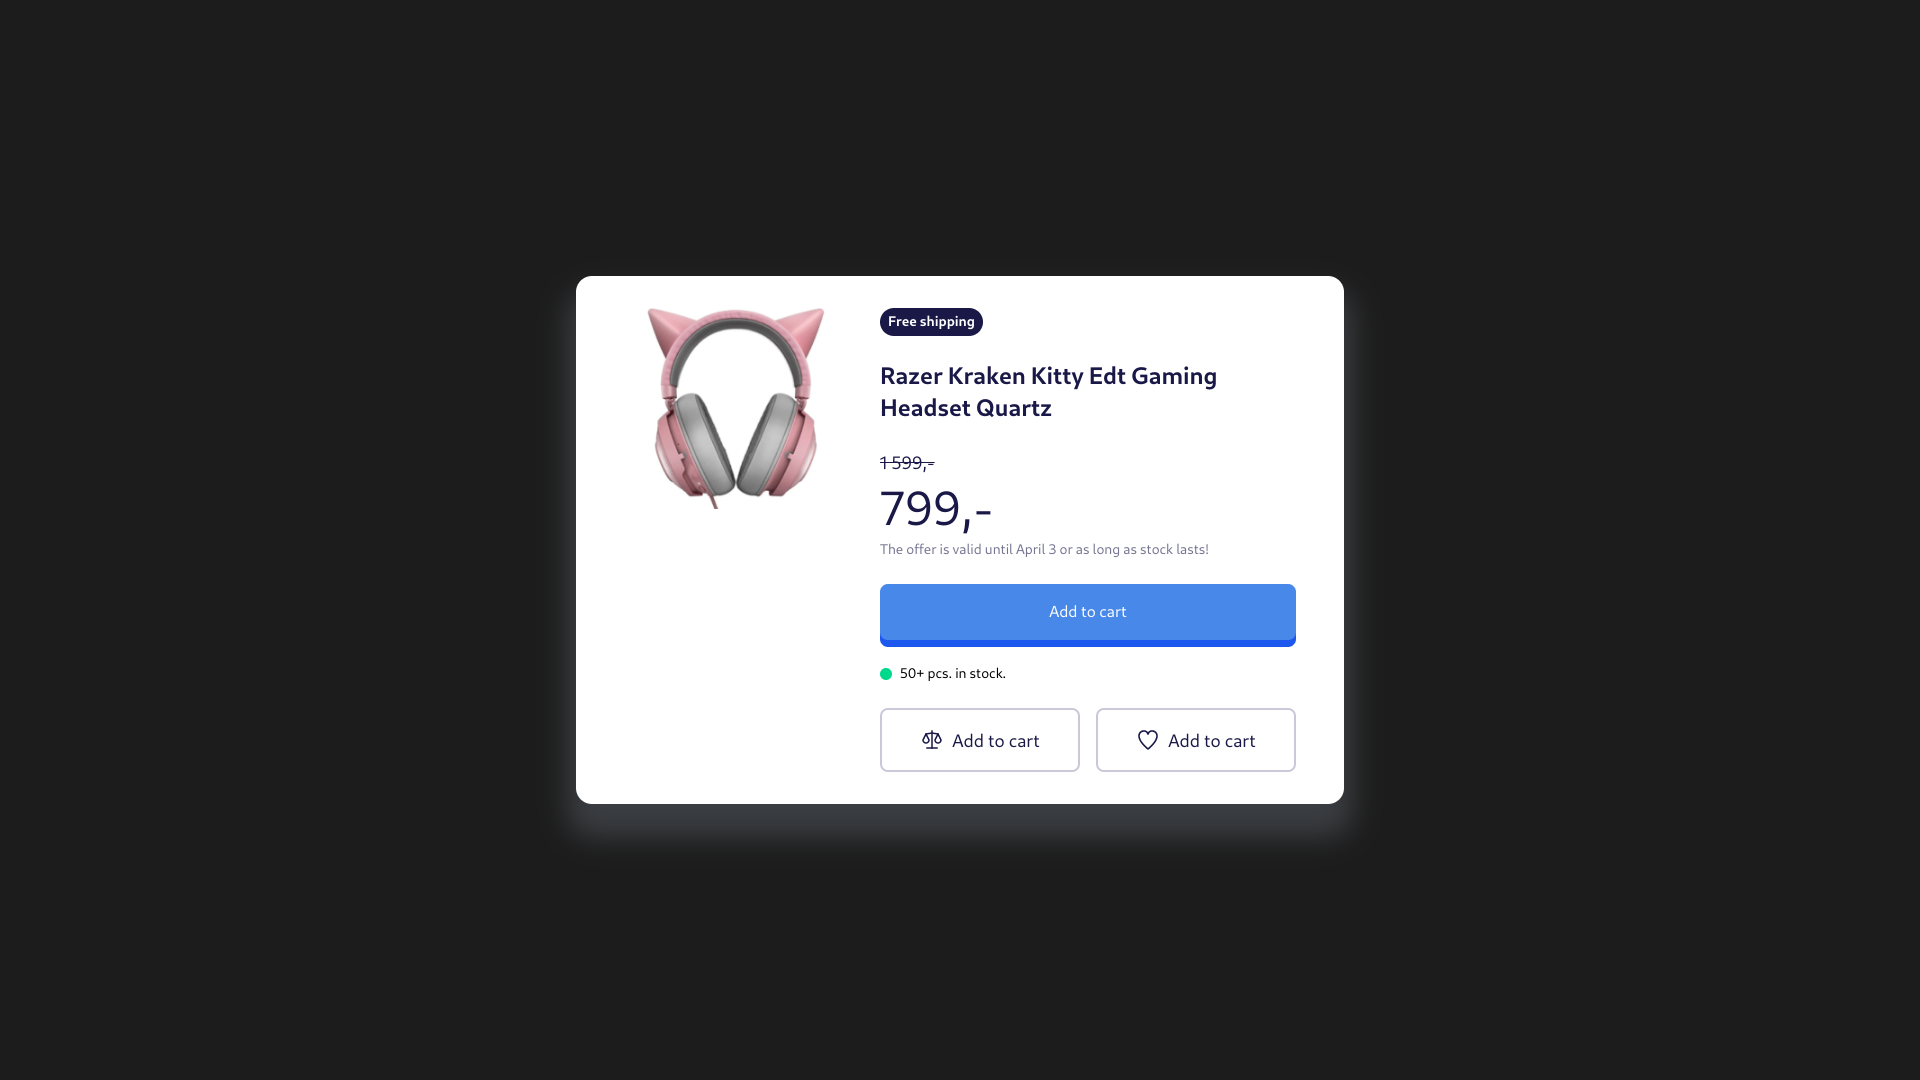 Free shipping
Razer Kraken Kitty Edt Gaming
Headset Quartz
1 599,-
799,-
The offer is valid until April 3 or as long as stock lasts!
Add to cart
50+ pcs. in stock.
Add to cart
Add to cart